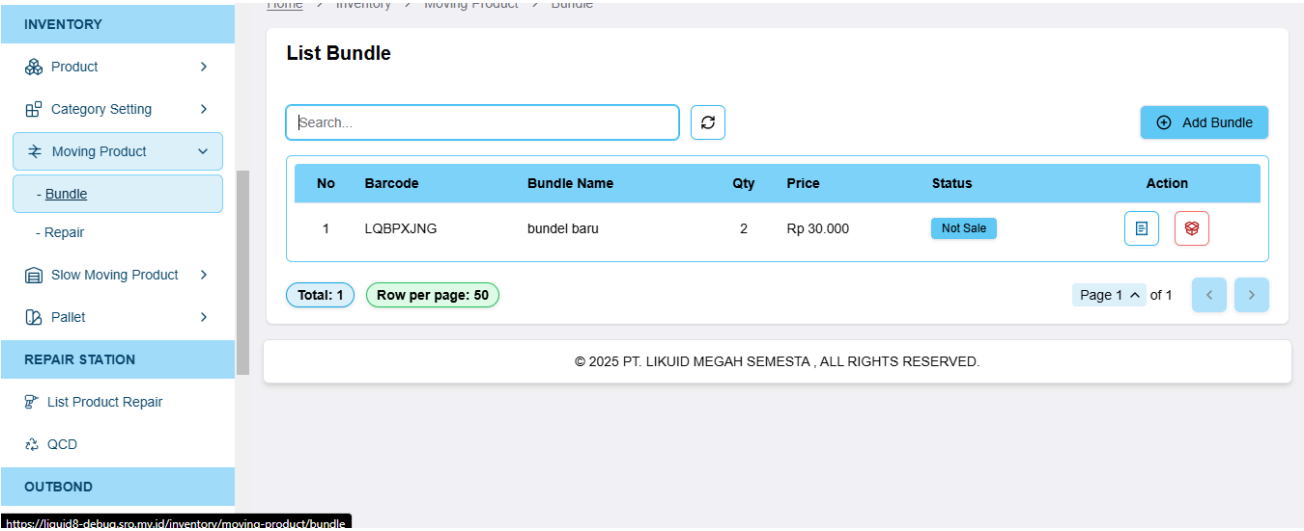 INVENTORY
Product
Category Setting
Moving Product
- Bundle
- Repair
Slow Moving Product
Pallet
REPAIR STATION
List Product Repair
QCD
OUTBOND
Home > Inventory > Moving Product > Bundle
List Bundle
Search...
Add Bundle
No Barcode Bundle Name Qty Price Status Action
1 LQBPXJNG bundel baru 2 Rp 30.000 Not Sale
Total: 1 Row per page: 50 Page 1 of 1
© 2025 PT. LIKUID MEGAH SEMESTA , ALL RIGHTS RESERVED.
https://liquid8-debug.sro.my.id/inventory/moving-product/bundle